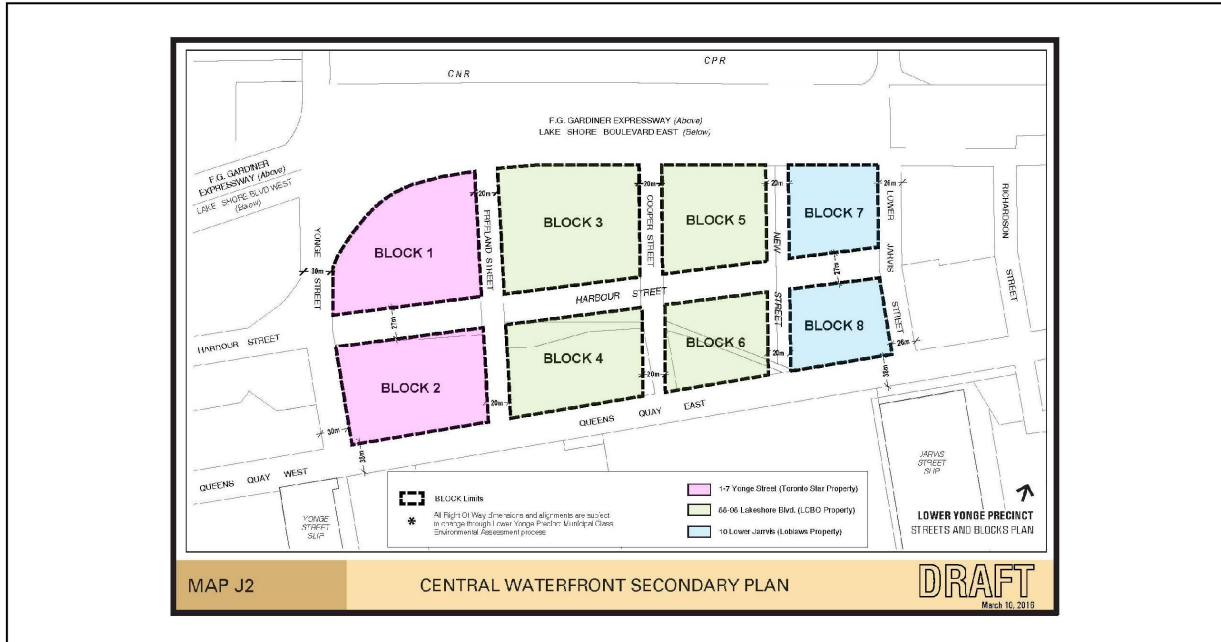 CNR
CPR
F.G. GARDINER EXPRESSWAY (Above)
LAKE SHORE BOULEVARD EAST (Below)
F.G. GARDINER
EXPRESSWAY (Above)
LAKE SHORE BLVD WEST
(Below)
YONGE
STREET
30m
BLOCK 1
20m
FREELAND STREET
BLOCK 3
20m
COOPER STREET
BLOCK 5
20m
NEW
STREET
BLOCK 7
26m
LOWER
JARVIS
STREET
RICHARDSON
STREET
27m
HARBOUR STREET
27m
HARBOUR STREET
BLOCK 2
20m
BLOCK 4
20m
BLOCK 6
20m
BLOCK 8
26m
38m
30m
38m
QUEENS QUAY EAST
QUEENS QUAY WEST
YONGE
STREET
SLIP
JARVIS
STREET
SLIP
BLOCK Limits
* All Right Of Way dimensions and alignments are subject
to change through Lower Yonge Precinct Municipal Class
Environmental Assessment process
1-7 Yonge Street (Toronto Star Property)
Lakeshore Blvd. (LCBO Property)
10 Lower Jarvis (Loblaws Property)
LOWER YONGE PRECINCT
STREETS AND BLOCKS PLAN
MAP J2
CENTRAL WATERFRONT SECONDARY PLAN
DRAFT
March 10, 2016